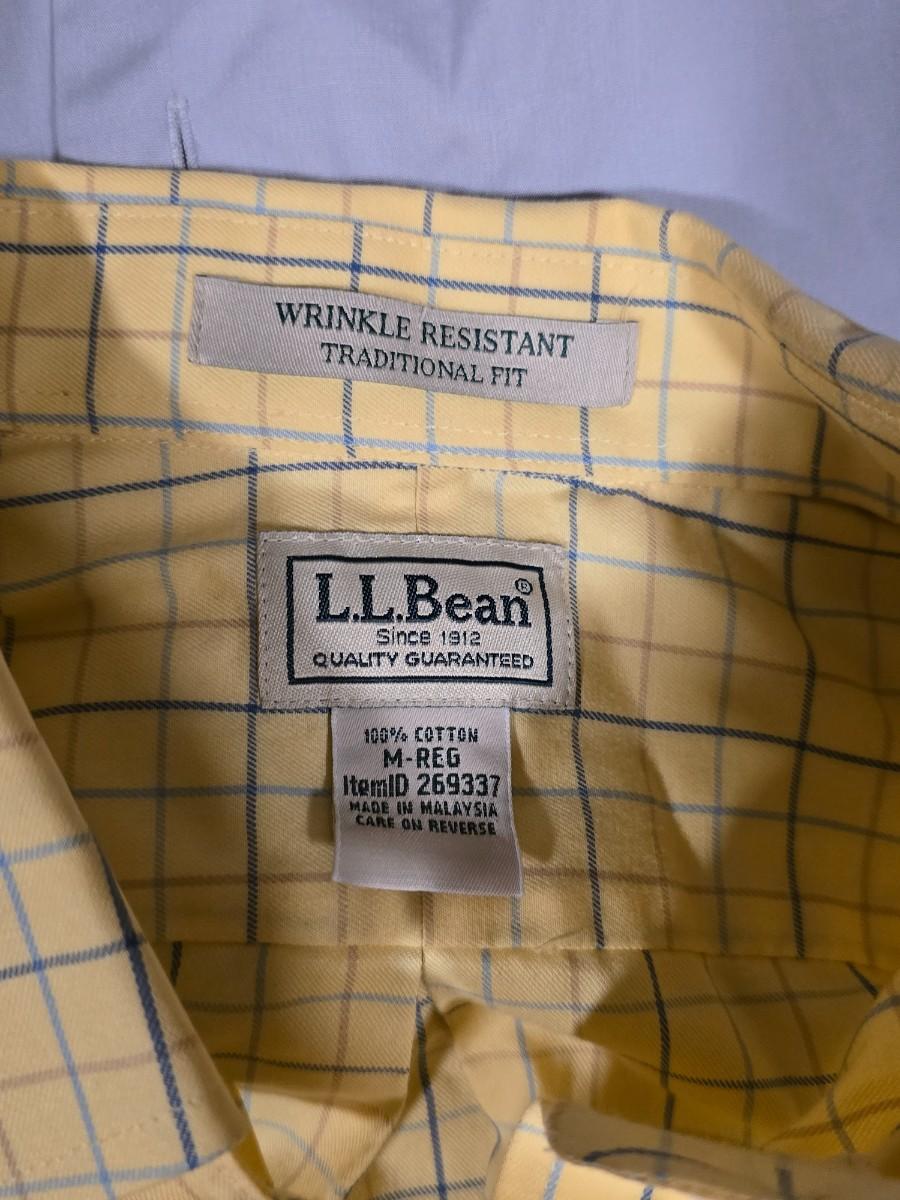 WRINKLE RESISTANT
TRADITIONAL FIT
L.L.Bean®
Since 1912
QUALITY GUARANTEED
100% COTTON
M-REG
ItemID 269337
MADE IN MALAYSIA
CARE ON REVERSE